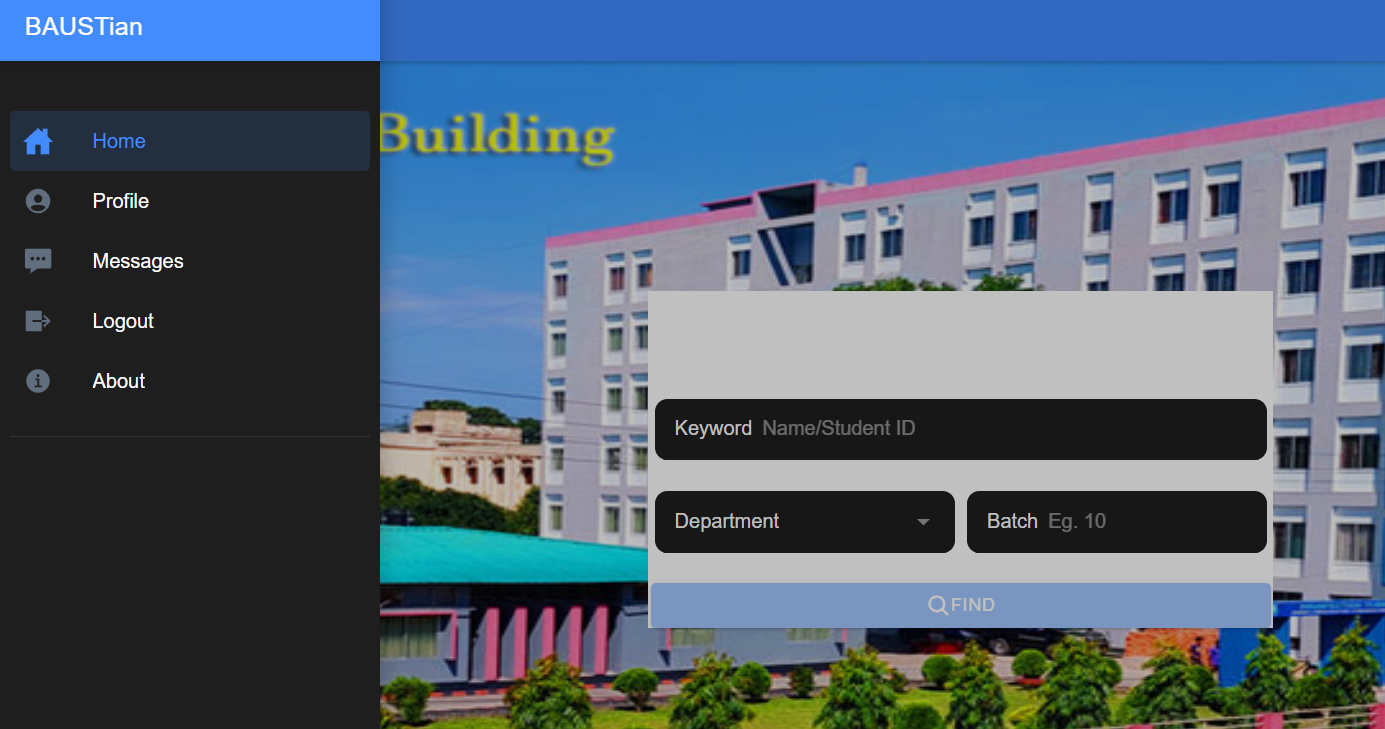 BAUSTian
Home
Profile
Messages
Logout
About
Building
Keyword Name/Student ID
Department
Batch Eg. 10
FIND